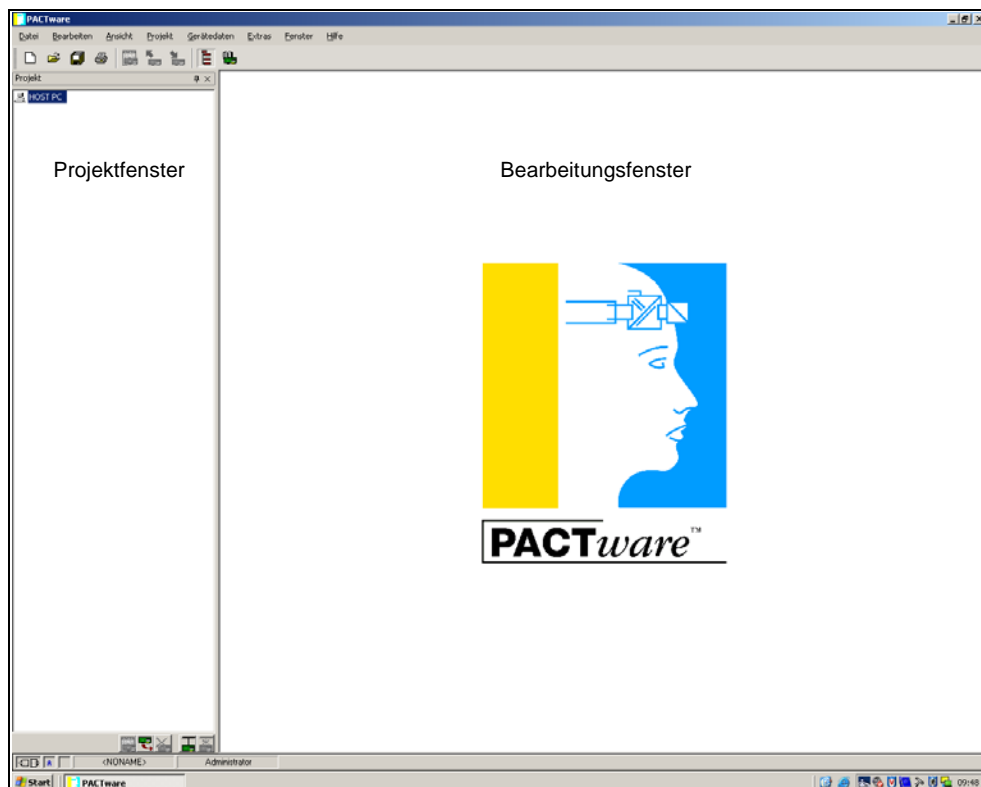 PACTware
Datei Bearbeiten Ansicht Projekt Gerätedaten Extras Fenster Hilfe
Projekt
HOST PC
Projektfenster
Bearbeitungsfenster
PACTware™
<NONAME> Administrator
Start PACTware 09:48